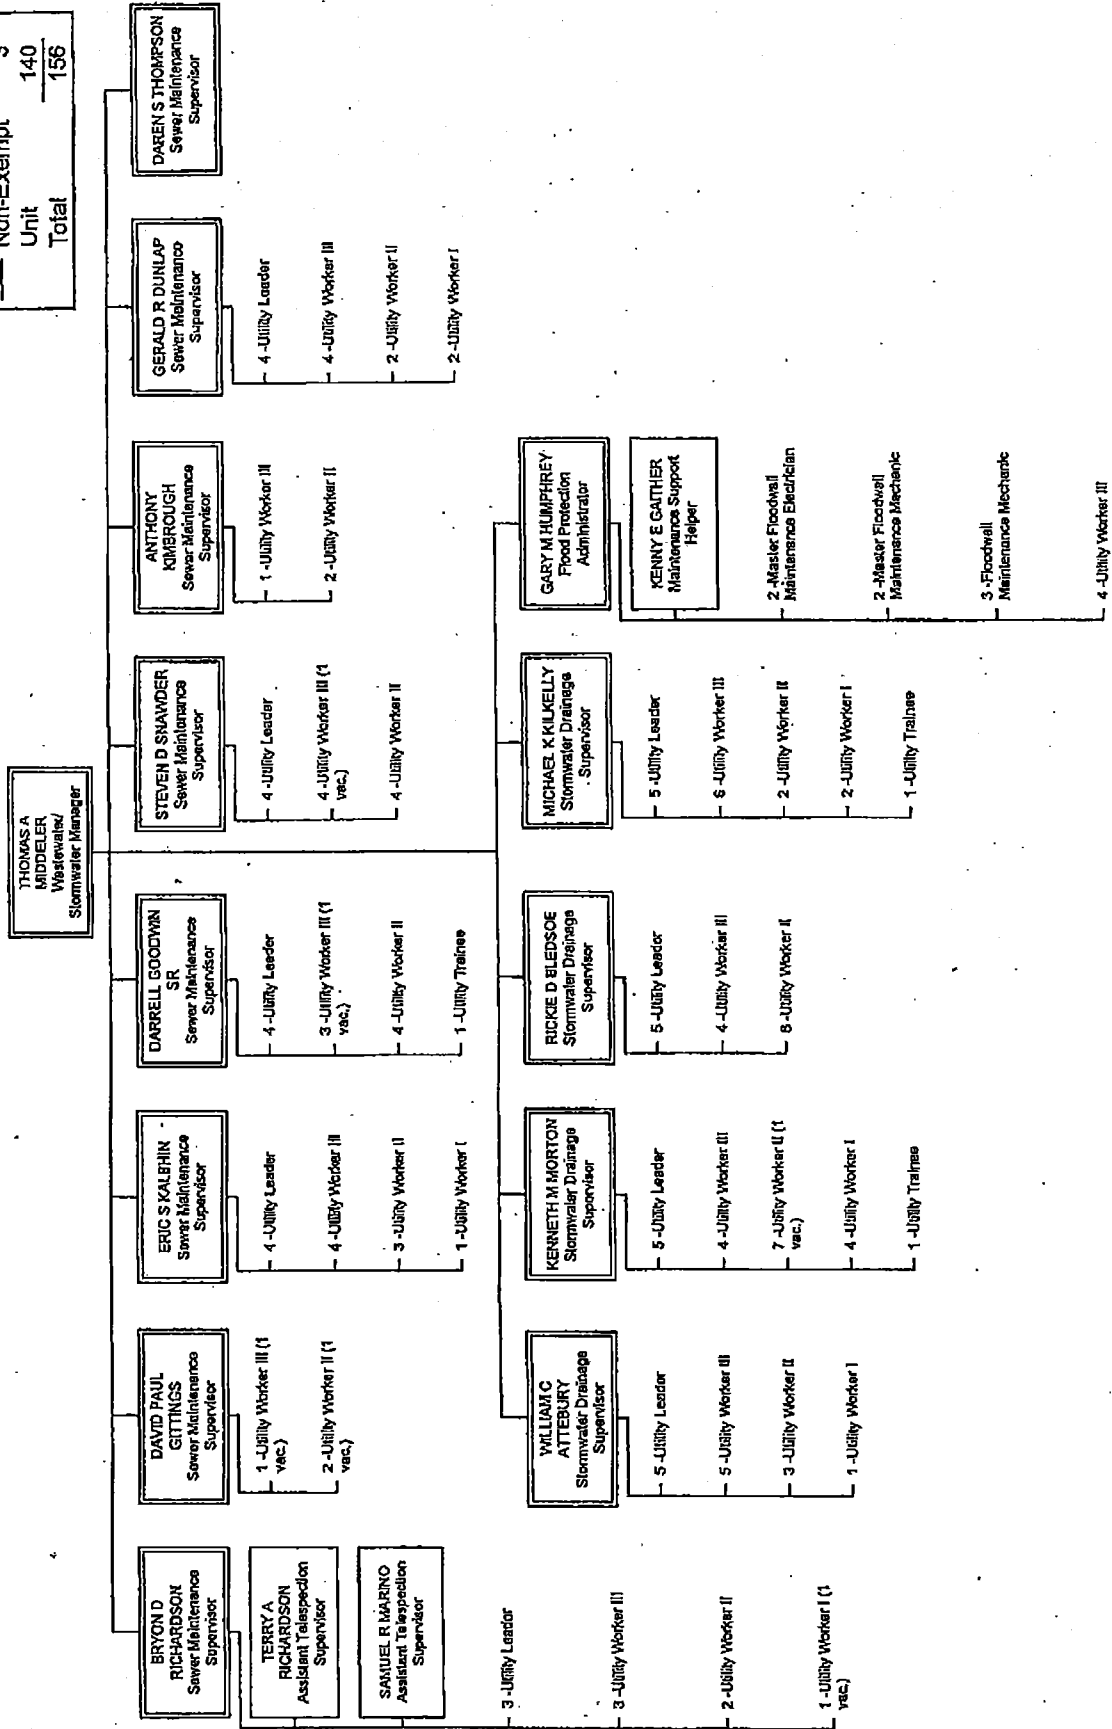 Non-Exempt
Unit 140
Total 156
THOMAS A
MIDDELER
Wastewater/
Stormwater Manager
BRYON D
RICHARDSON
Sewer Maintenance
Supervisor
TERRY A
RICHARDSON
Assistant Telespection
Supervisor
SAMUEL R MARINO
Assistant Telespection
Supervisor
3 -Utility Leader
3 -Utility Worker III
2 -Utility Worker II
1 -Utility Worker I (1
vac.)
DAVID PAUL
GITTINGS
Sewer Maintenance
Supervisor
1 -Utility Worker III (1
vac.)
2 -Utility Worker II (1
vac.)
ERIC S KALBHIN
Sewer Maintenance
Supervisor
4 -Utility Leader
4 -Utility Worker III
3 -Utility Worker II
1 -Utility Worker I
DARRELL GOODWIN
SR
Sewer Maintenance
Supervisor
4 -Utility Leader
3 -Utility Worker III (1
vac.)
4 -Utility Worker II
1 -Utility Trainee
STEVEN D SNAWDER
Sewer Maintenance
Supervisor
4 -Utility Leader
4 -Utility Worker III (1
vac.)
4 -Utility Worker II
ANTHONY
KIMBROUGH
Sewer Maintenance
Supervisor
1 -Utility Worker III
2 -Utility Worker II
GERALD R DUNLAP
Sewer Maintenance
Supervisor
4 -Utility Leader
4 -Utility Worker III
2 -Utility Worker II
2 -Utility Worker I
DAREN S THOMPSON
Sewer Maintenance
Supervisor
WILLIAM C
ATTEBURY
Stormwater Drainage
Supervisor
5 -Utility Leader
5 -Utility Worker III
3 -Utility Worker II
1 -Utility Worker I
KENNETH M MORTON
Stormwater Drainage
Supervisor
5 -Utility Leader
4 -Utility Worker III
7 -Utility Worker II (1
vac.)
4 -Utility Worker I
1 -Utility Trainee
RICKIE D BLEDSOE
Stormwater Drainage
Supervisor
5 -Utility Leader
4 -Utility Worker III
8 -Utility Worker II
MICHAEL K KILKELLY
Stormwater Drainage
Supervisor
5 -Utility Leader
6 -Utility Worker III
2 -Utility Worker II
2 -Utility Worker I
1 -Utility Trainee
GARY M HUMPHREY
Flood Protection
Administrator
KENNY E GAITHER
Maintenance Support
Helper
2 -Master Floodwall
Maintenance Electrician
2 -Master Floodwall
Maintenance Mechanic
3 -Floodwall
Maintenance Mechanic
4 -Utility Worker III